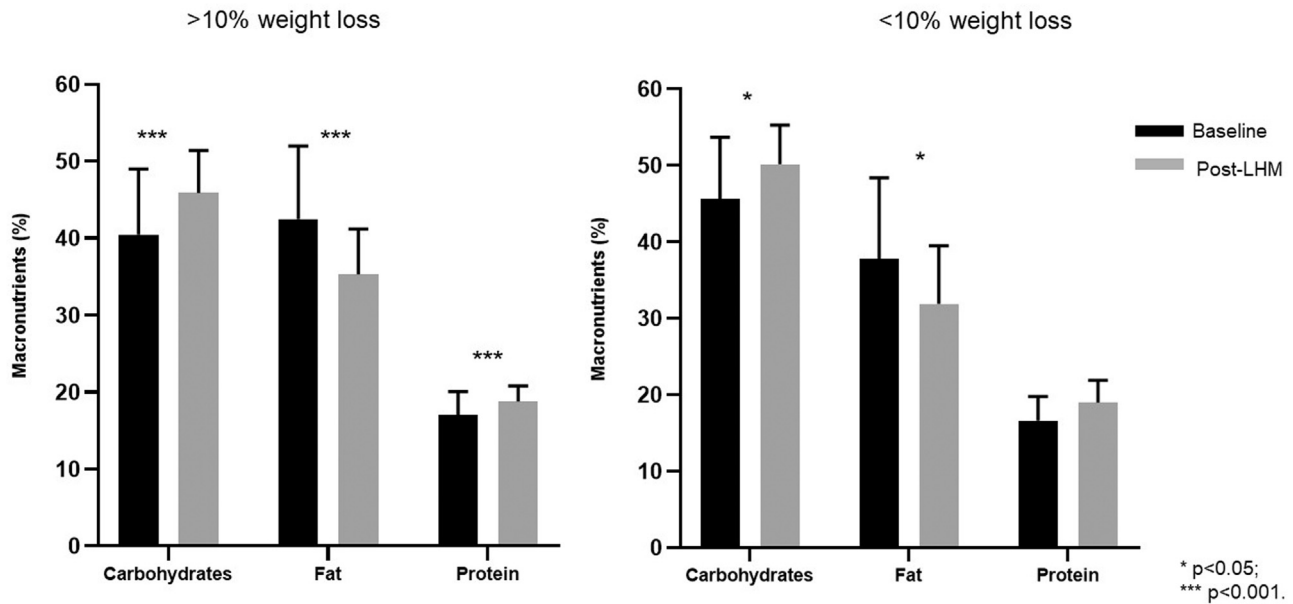 >10% weight loss
<10% weight loss
60
50
40
30
20
10
0
Macronutrients (%)
***
***
***
Carbohydrates
Fat
Protein
60
50
40
30
20
10
0
Macronutrients (%)
*
*
Carbohydrates
Fat
Protein
Baseline
Post-LHM
* p<0.05;
*** p<0.001.